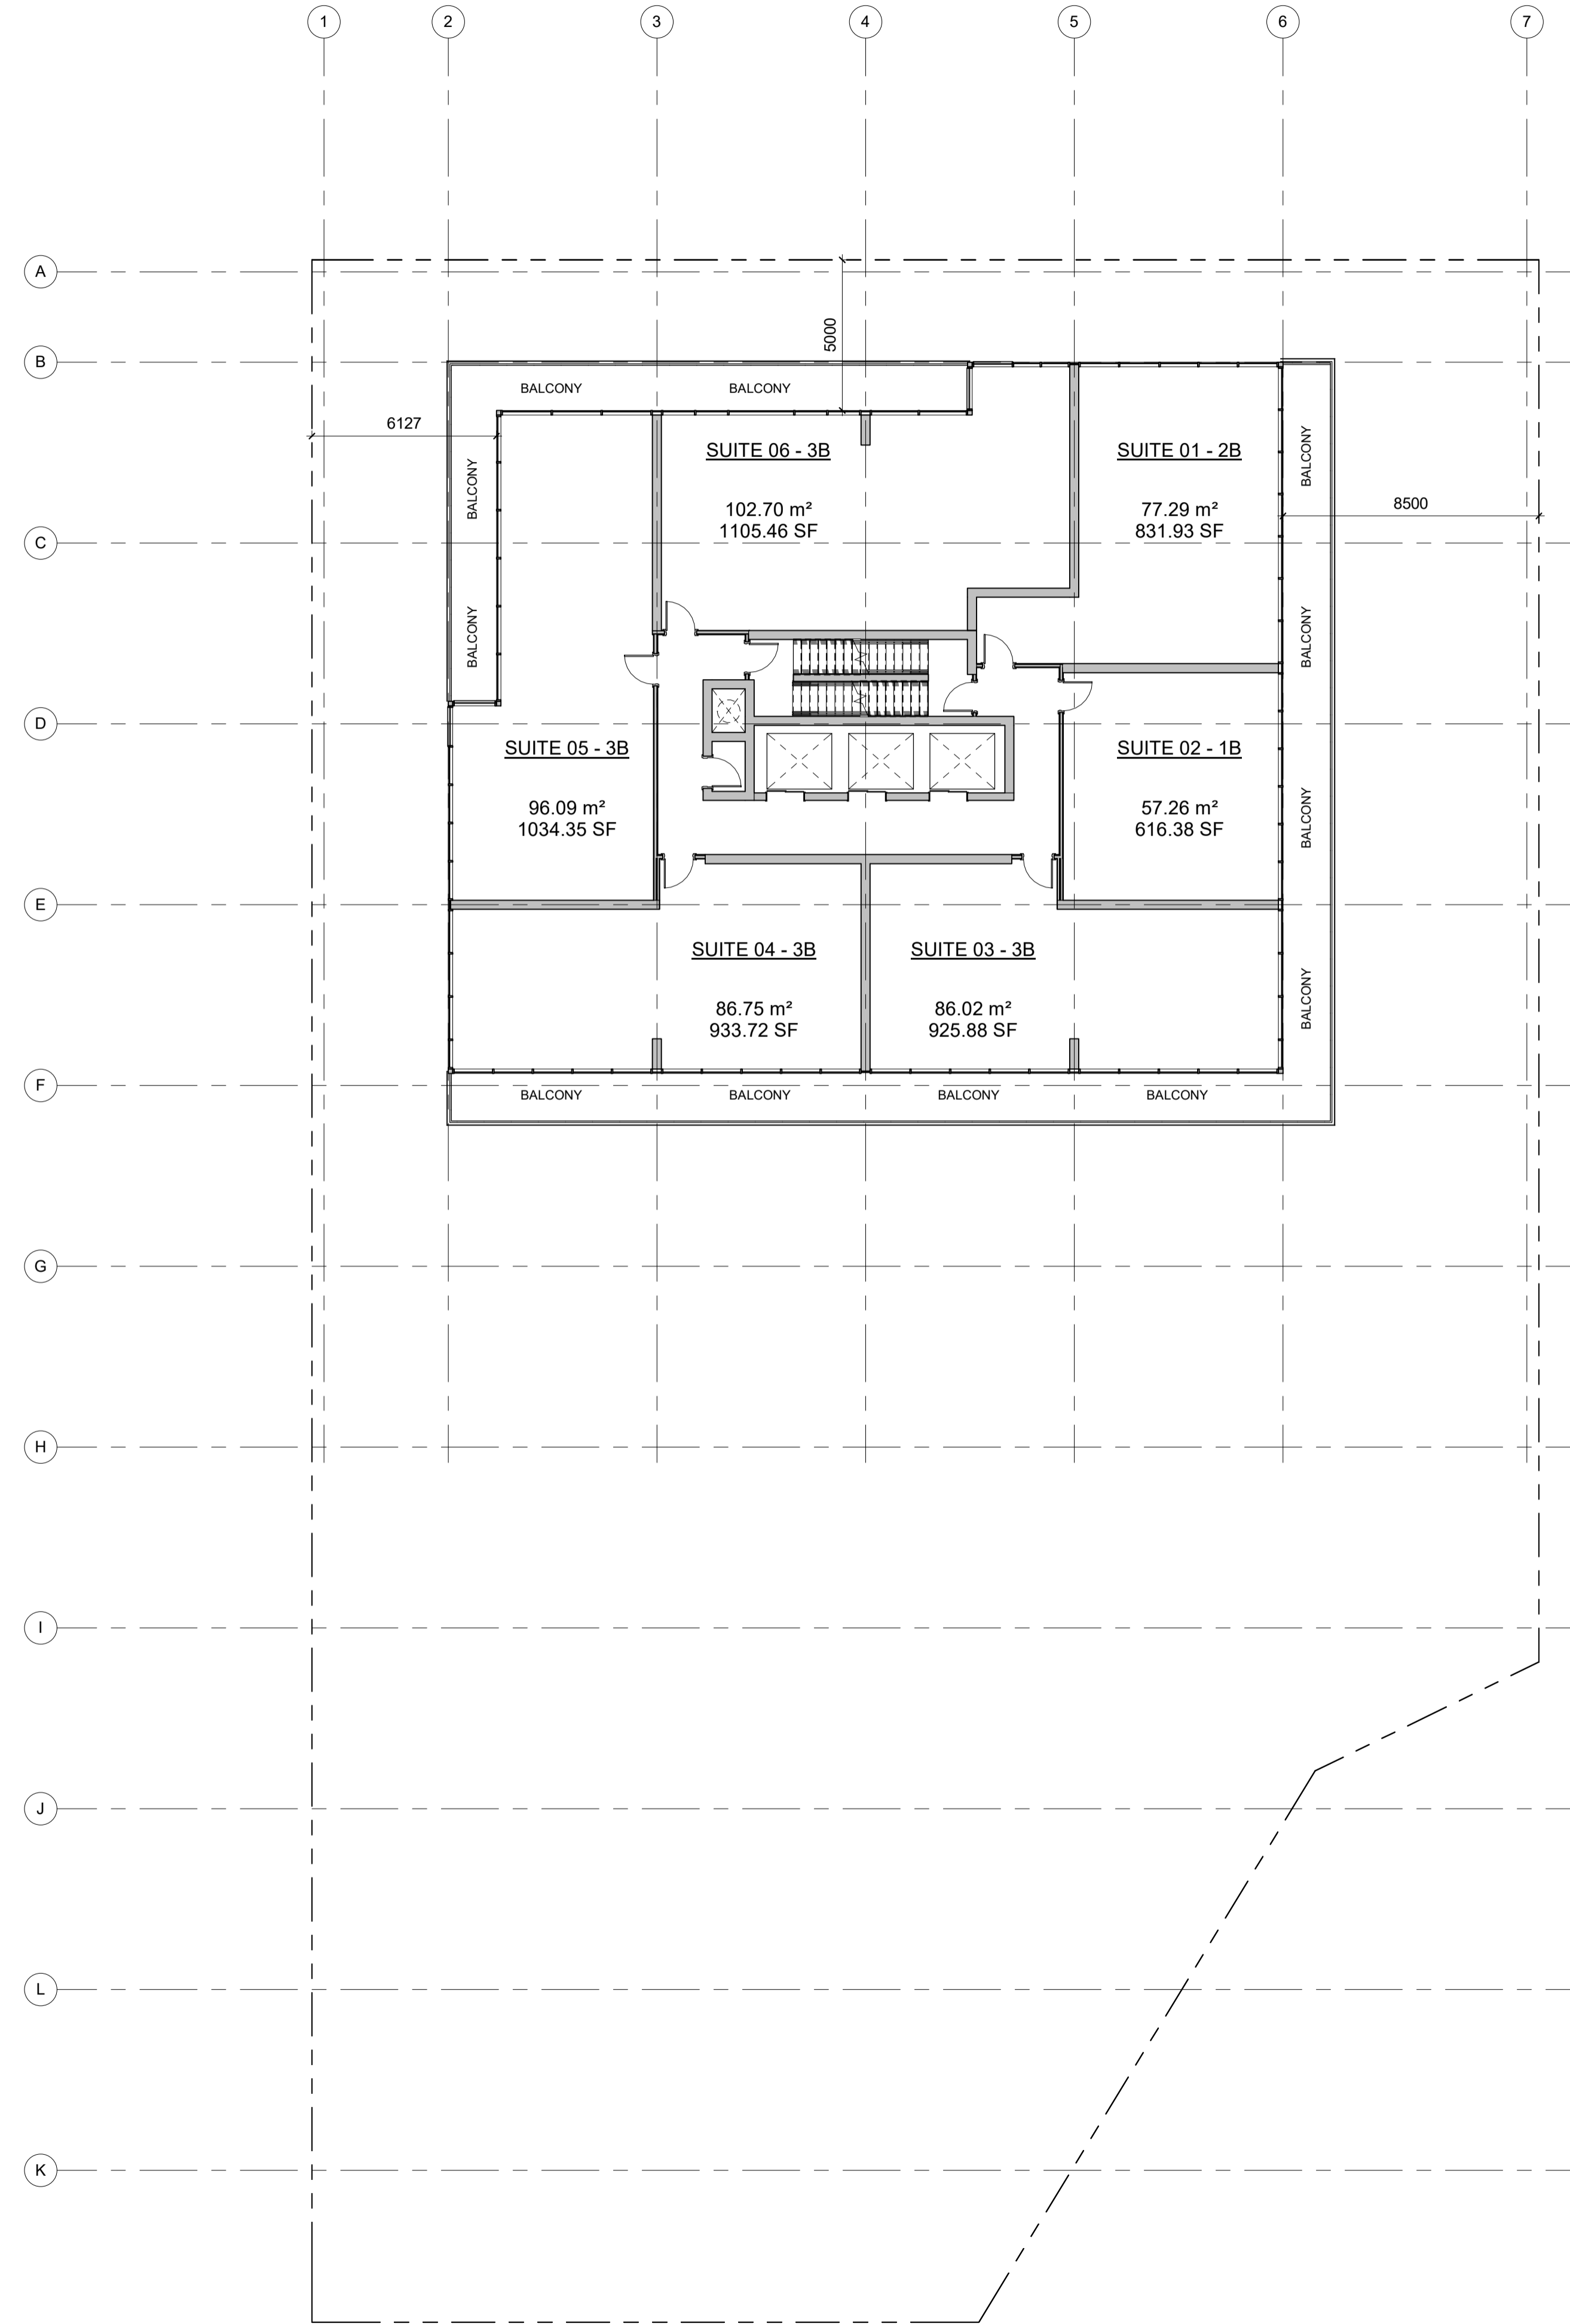 1 2 3 4 5 6 7
A
5000
B
BALCONY BALCONY
6127
SUITE 06 - 3B
SUITE 01 - 2B
BALCONY
BALCONY
8500
102.70 m²
1105.46 SF
77.29 m²
831.93 SF
C
BALCONY
BALCONY
D
SUITE 05 - 3B
SUITE 02 - 1B
96.09 m²
1034.35 SF
57.26 m²
616.38 SF
BALCONY
E
SUITE 04 - 3B
SUITE 03 - 3B
86.75 m²
933.72 SF
86.02 m²
925.88 SF
BALCONY
F
BALCONY BALCONY BALCONY BALCONY
G
H
I
J
L
K